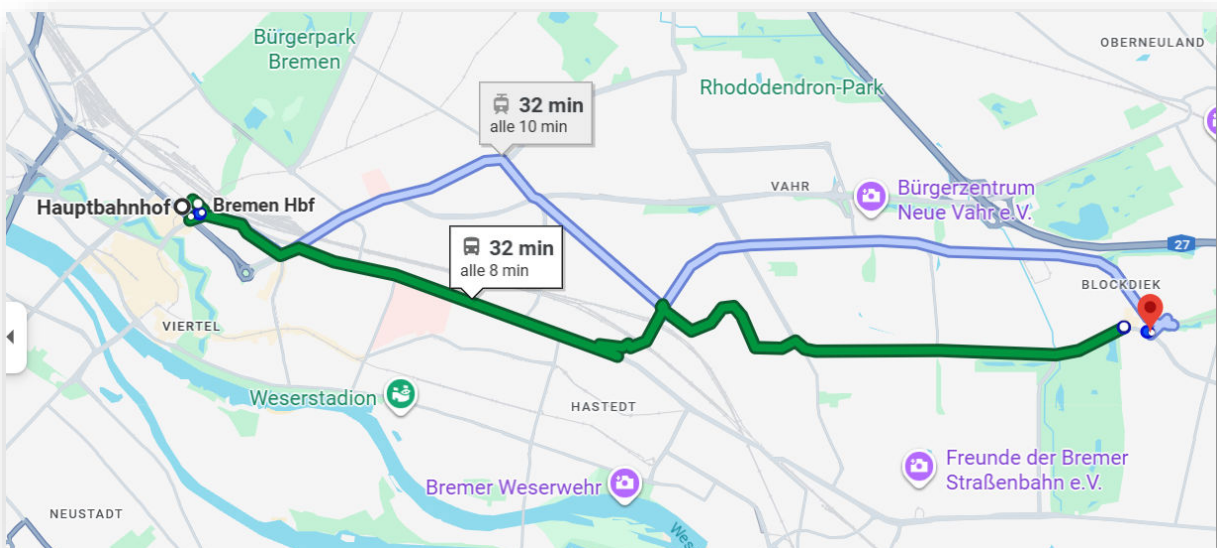 Bürgerpark
Bremen
OBERNEULAND
Rhododendron-Park
32 min
alle 10 min
VAHR
Bürgerzentrum
Neue Vahr e.V.
Hauptbahnhof
Bremen Hbf
27
32 min
alle 8 min
BLOCKDIEK
VIERTEL
Weserstadion
HASTEDT
Freunde der Bremer
Straßenbahn e.V.
Bremer Weserwehr
NEUSTADT
Wes